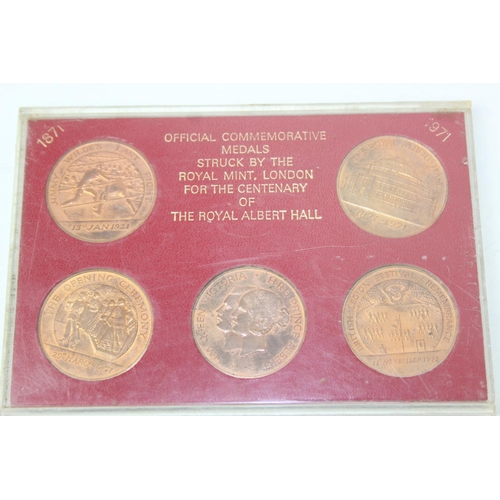 1871
OFFICIAL COMMEMORATIVE
MEDALS
STRUCK BY THE
ROYAL MINT, LONDON
FOR THE CENTENARY
OF
THE ROYAL ALBERT HALL
1971
THE OPENING CEREMONY
QUEEN VICTORIA